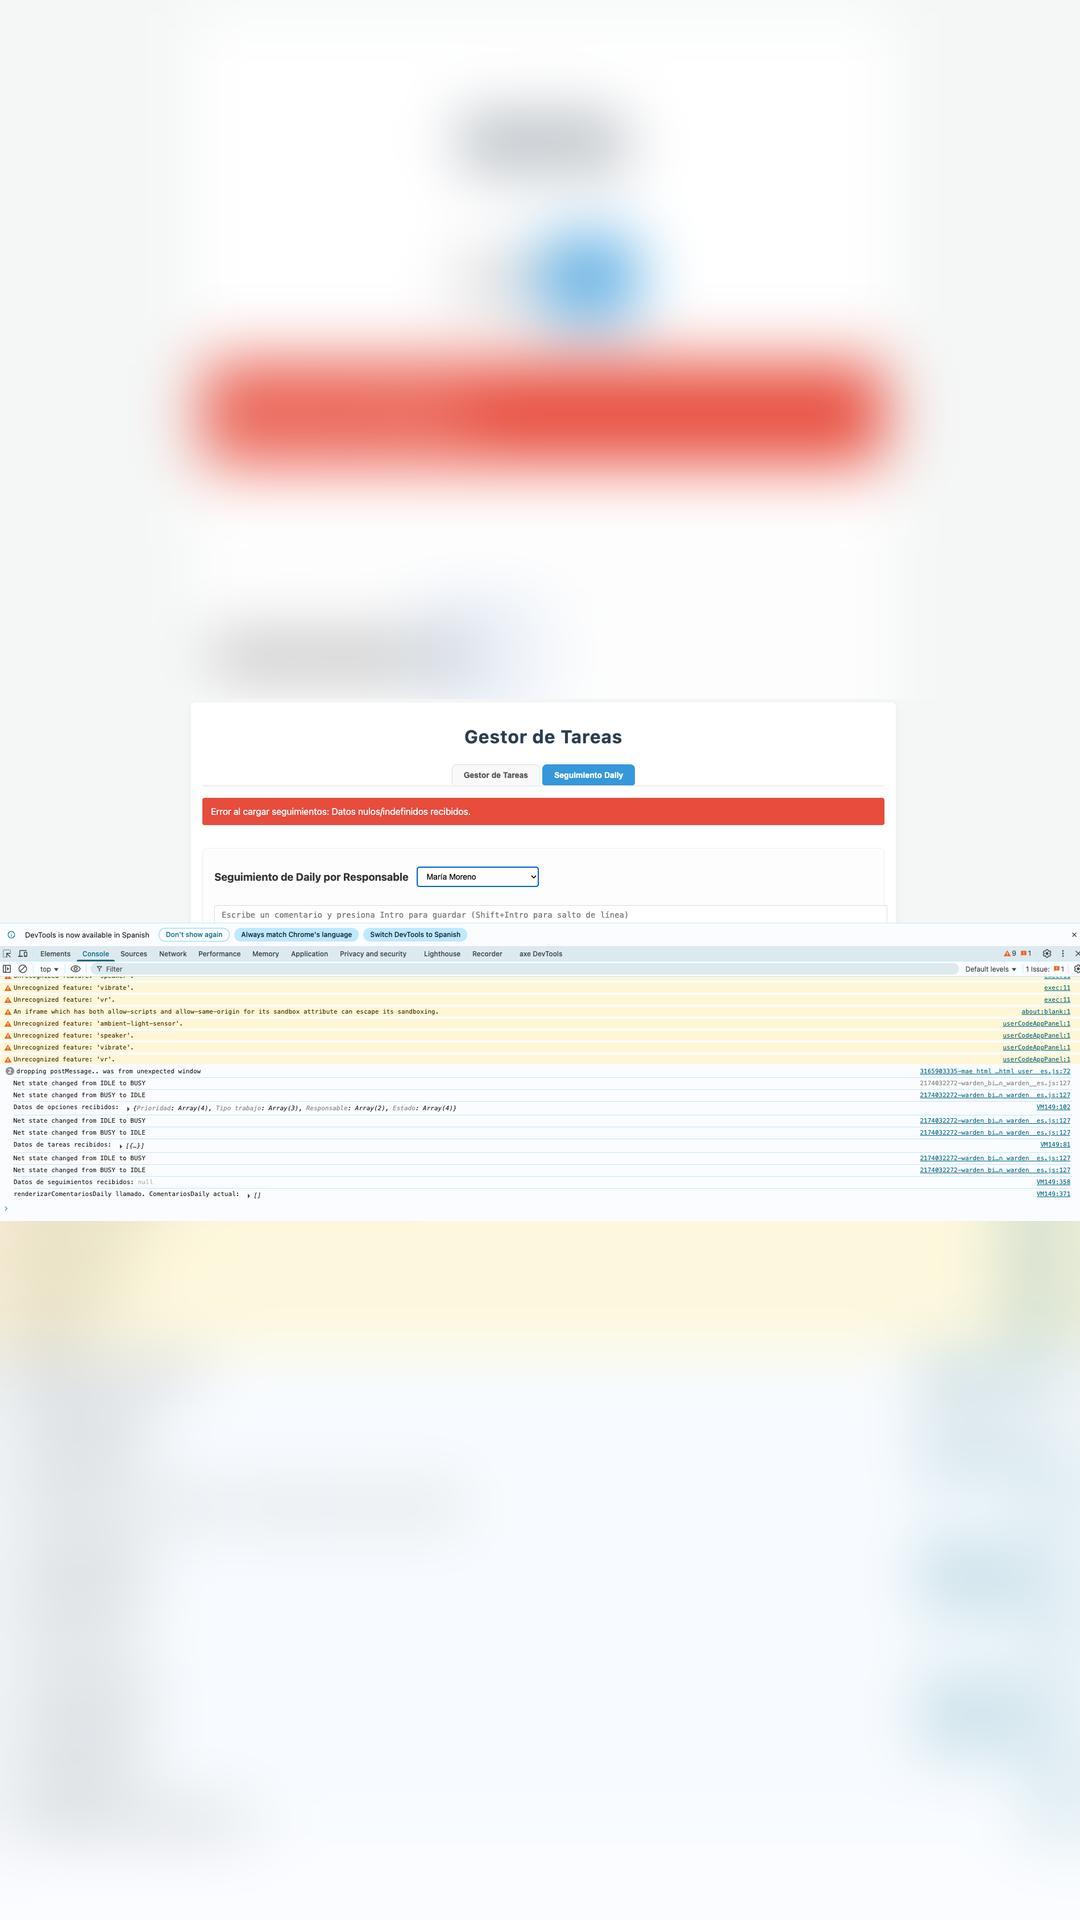 Gestor de Tareas
Gestor de Tareas Seguimiento Daily
Error al cargar seguimientos: Datos nulos/indefinidos recibidos.
Seguimiento de Daily por Responsable María Moreno
Escribe un comentario y presiona Intro para guardar (Shift+Intro para salto de línea)
DevTools is now available in Spanish Don't show again Always match Chrome's language Switch DevTools to Spanish
Elements Console Sources Network Performance Memory Application Privacy and security Lighthouse Recorder axe DevTools 9 1
top Filter Default levels 1 Issue: 1
Unrecognized feature: 'speaker'. exec:11
Unrecognized feature: 'vibrate'. exec:11
Unrecognized feature: 'vr'. exec:11
An iframe which has both allow-scripts and allow-same-origin for its sandbox attribute can escape its sandboxing. about:blank:1
Unrecognized feature: 'ambient-light-sensor'. userCodeAppPanel:1
Unrecognized feature: 'speaker'. userCodeAppPanel:1
Unrecognized feature: 'vibrate'. userCodeAppPanel:1
Unrecognized feature: 'vr'. userCodeAppPanel:1
2 dropping postMessage.. was from unexpected window 3165903335-mae_html_…html_user__es.js:72
Net state changed from IDLE to BUSY 2174032272-warden_bi…n_warden__es.js:127
Net state changed from BUSY to IDLE 2174032272-warden_bi…n_warden__es.js:127
Datos de opciones recibidos: {Prioridad: Array(4), Tipo trabajo: Array(3), Responsable: Array(2), Estado: Array(4)} VM149:102
Net state changed from IDLE to BUSY 2174032272-warden_bi…n_warden__es.js:127
Net state changed from BUSY to IDLE 2174032272-warden_bi…n_warden__es.js:127
Datos de tareas recibidos: [{…}] VM149:81
Net state changed from IDLE to BUSY 2174032272-warden_bi…n_warden__es.js:127
Net state changed from BUSY to IDLE 2174032272-warden_bi…n_warden__es.js:127
Datos de seguimientos recibidos: null VM149:358
renderizarComentariosDaily llamado. ComentariosDaily actual: [] VM149:371